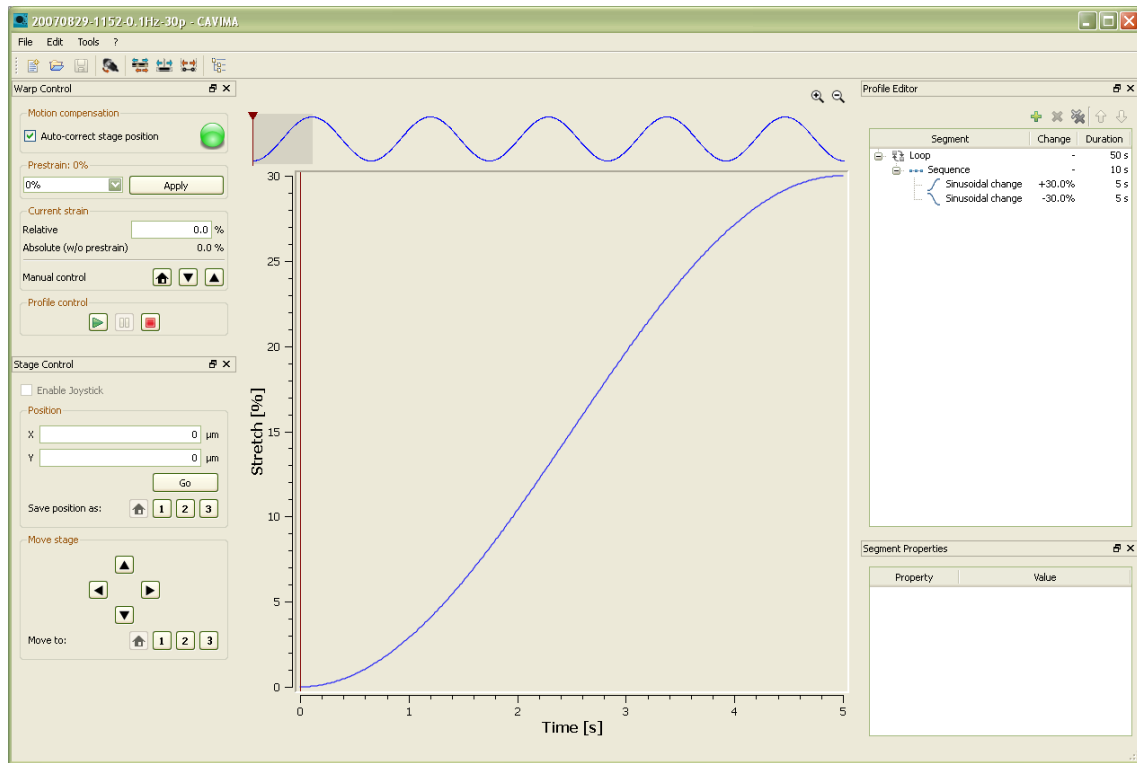 20070829-1152-0.1Hz-30p - CAVIMA
File Edit Tools ?
Warp Control
Motion compensation
Auto-correct stage position
Prestrain: 0%
0% Apply
Current strain
Relative 0.0 %
Absolute (w/o prestrain) 0.0 %
Manual control
Profile control
Stage Control
Enable Joystick
Position
X 0 µm
Y 0 µm
Go
Save position as: 1 2 3
Move stage
Move to: 1 2 3
30
25
20
15
10
5
0
Stretch [%]
0 1 2 3 4 5
Time [s]
Profile Editor
Segment Change Duration
Loop - 50 s
Sequence - 10 s
Sinusoidal change +30.0% 5 s
Sinusoidal change -30.0% 5 s
Segment Properties
Property Value